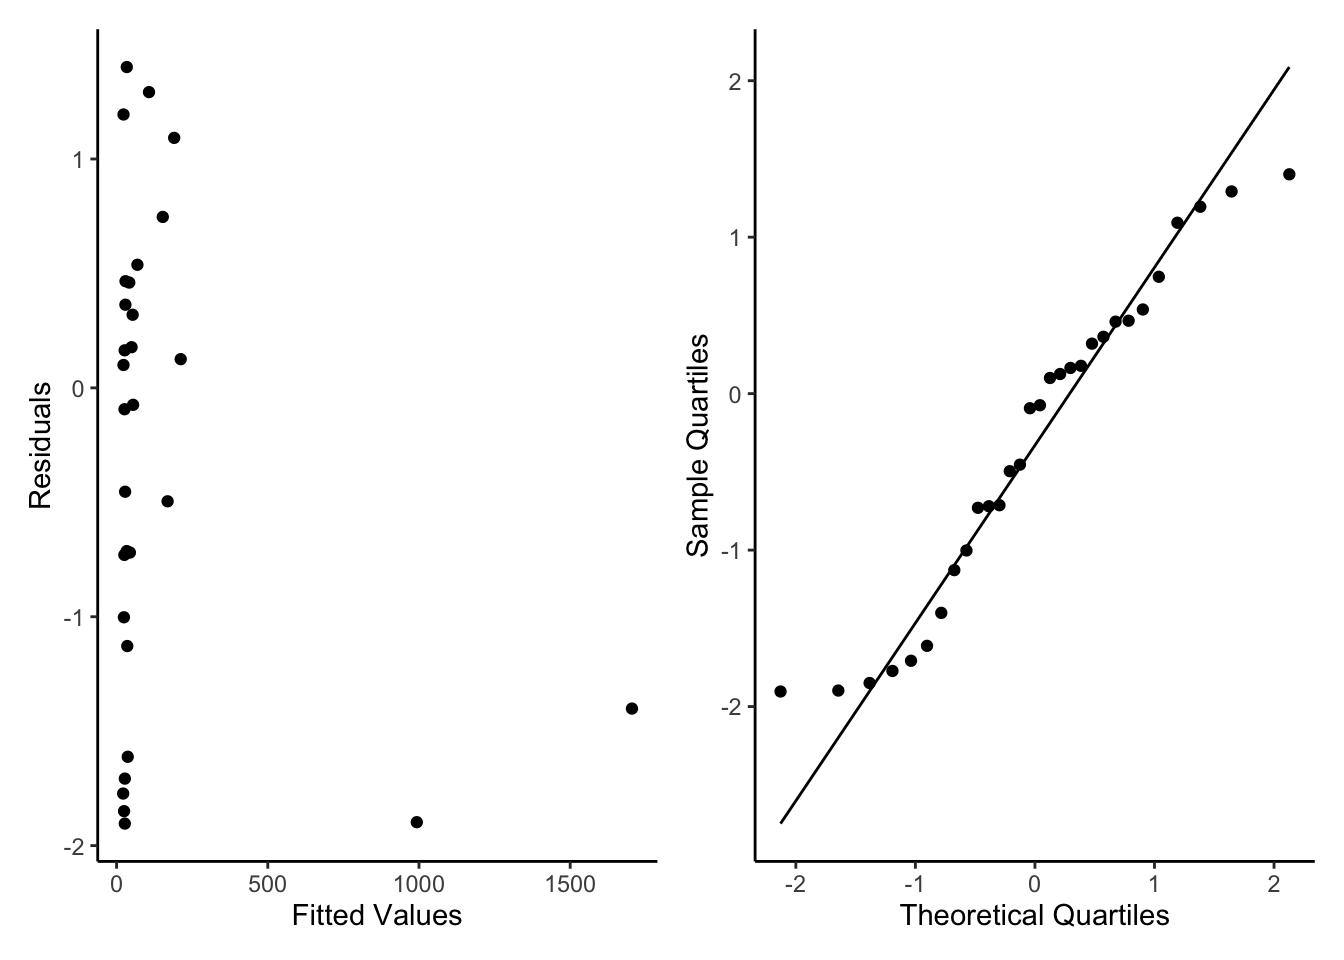 1
0
-1
-2
Residuals
0 500 1000 1500
Fitted Values
2
1
0
-1
-2
Sample Quartiles
-2 -1 0 1 2
Theoretical Quartiles